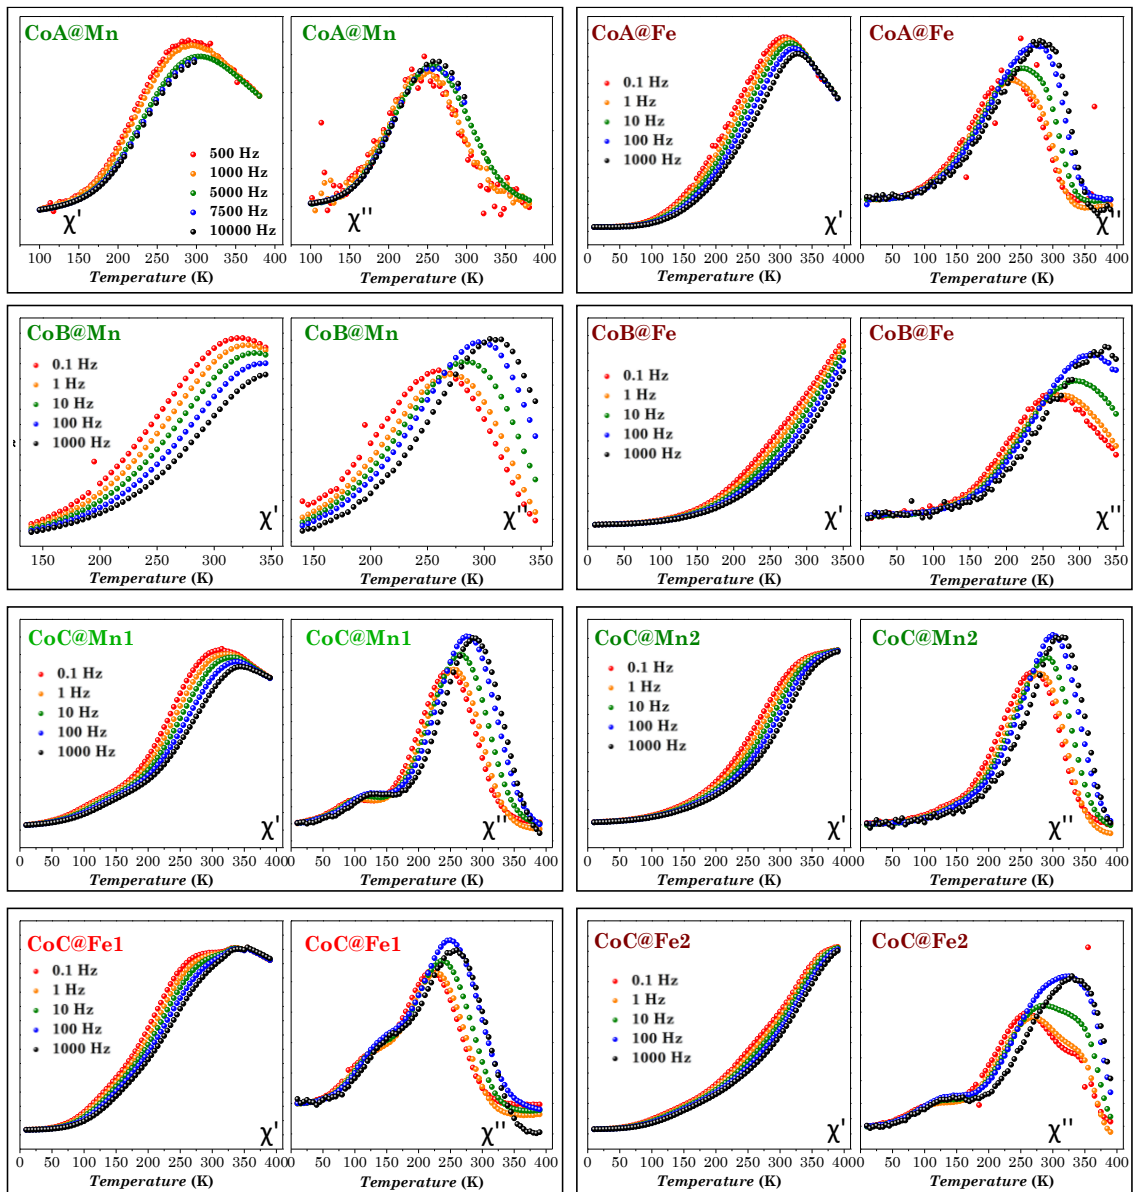 CoA@Mn
500 Hz
1000 Hz
5000 Hz
7500 Hz
10000 Hz
χ'
100 150 200 250 300 350 400
Temperature (K)
CoA@Mn
χ''
100 150 200 250 300 350 400
Temperature (K)
CoA@Fe
0.1 Hz
1 Hz
10 Hz
100 Hz
1000 Hz
χ'
0 50 100 150 200 250 300 350 400
Temperature (K)
CoA@Fe
χ''
0 50 100 150 200 250 300 350 400
Temperature (K)
CoB@Mn
0.1 Hz
1 Hz
10 Hz
100 Hz
1000 Hz
χ'
150 200 250 300 350
Temperature (K)
CoB@Mn
χ''
150 200 250 300 350
Temperature (K)
CoB@Fe
0.1 Hz
1 Hz
10 Hz
100 Hz
1000 Hz
χ'
0 50 100 150 200 250 300 350
Temperature (K)
CoB@Fe
χ''
0 50 100 150 200 250 300 350
Temperature (K)
CoC@Mn1
0.1 Hz
1 Hz
10 Hz
100 Hz
1000 Hz
χ'
0 50 100 150 200 250 300 350 400
Temperature (K)
CoC@Mn1
χ''
0 50 100 150 200 250 300 350 400
Temperature (K)
CoC@Mn2
0.1 Hz
1 Hz
10 Hz
100 Hz
1000 Hz
χ'
0 50 100 150 200 250 300 350 400
Temperature (K)
CoC@Mn2
χ''
0 50 100 150 200 250 300 350 400
Temperature (K)
CoC@Fe1
0.1 Hz
1 Hz
10 Hz
100 Hz
1000 Hz
χ'
0 50 100 150 200 250 300 350 400
Temperature (K)
CoC@Fe1
χ''
0 50 100 150 200 250 300 350 400
Temperature (K)
CoC@Fe2
0.1 Hz
1 Hz
10 Hz
100 Hz
1000 Hz
χ'
0 50 100 150 200 250 300 350 400
Temperature (K)
CoC@Fe2
χ''
0 50 100 150 200 250 300 350 400
Temperature (K)